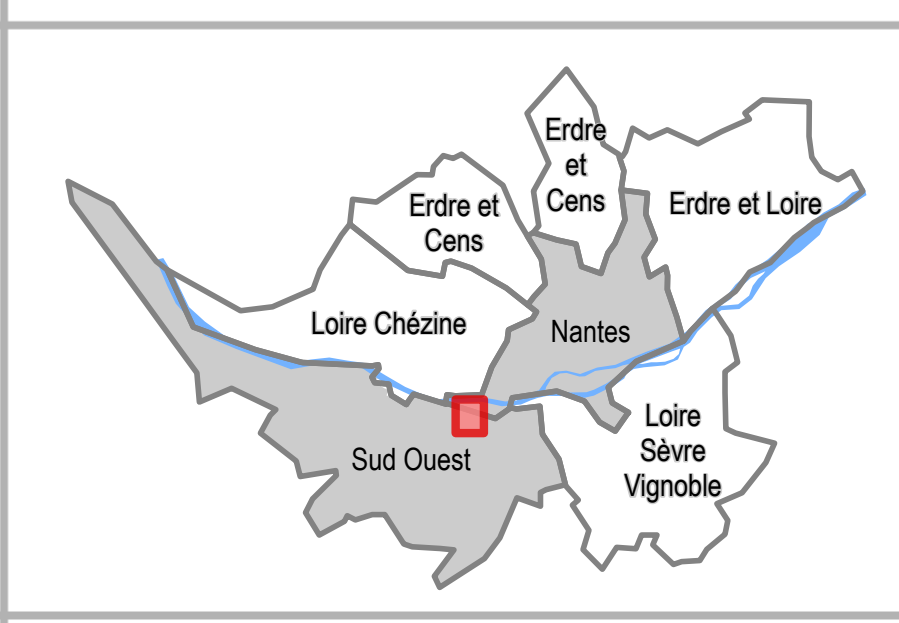 Erdre
et
Cens
Erdre et
Cens
Erdre et Loire
Loire Chézine
Nantes
Loire
Sèvre
Vignoble
Sud Ouest